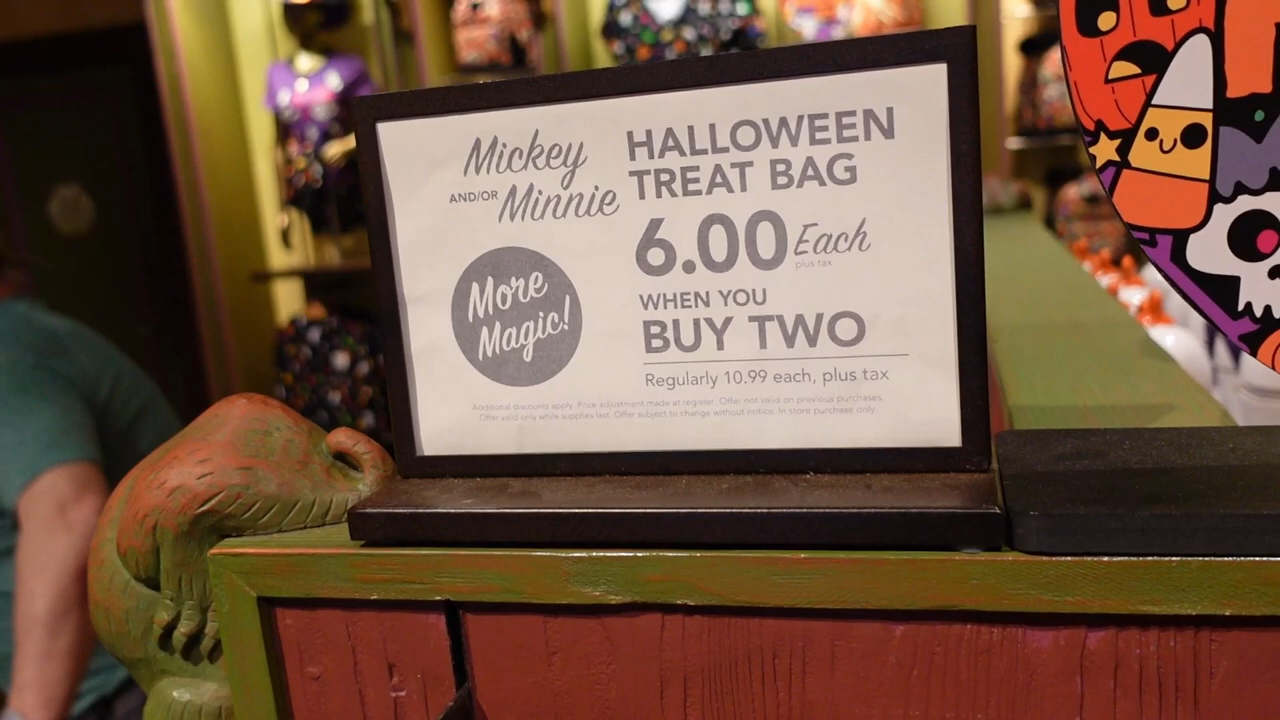 Mickey
AND/OR Minnie
More
Magic!
HALLOWEEN
TREAT BAG
6.00 Each
plus tax
WHEN YOU
BUY TWO
Regularly 10.99 each, plus tax
Additional discounts apply. Price adjustment made at register. Offer not valid on previous purchases.
Offer valid only while supplies last. Offer subject to change without notice. In store purchase only.